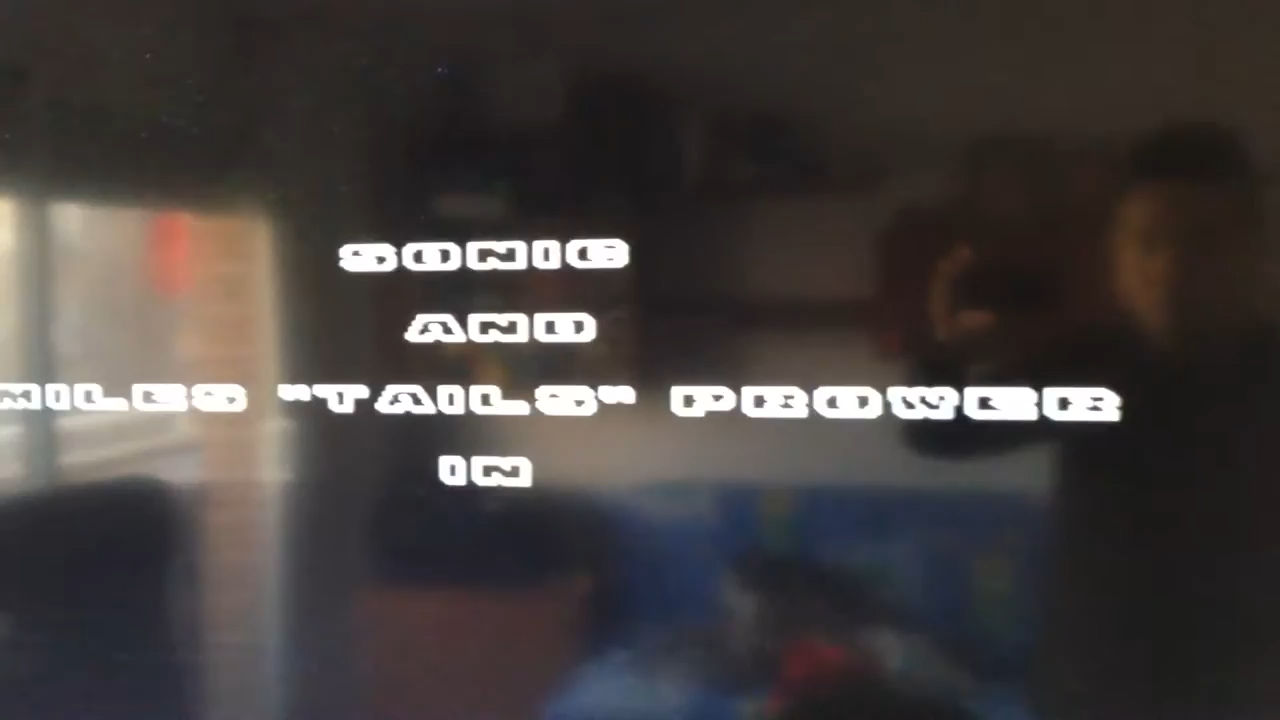 SONIC
AND
MILES "TAILS" PROWER
IN